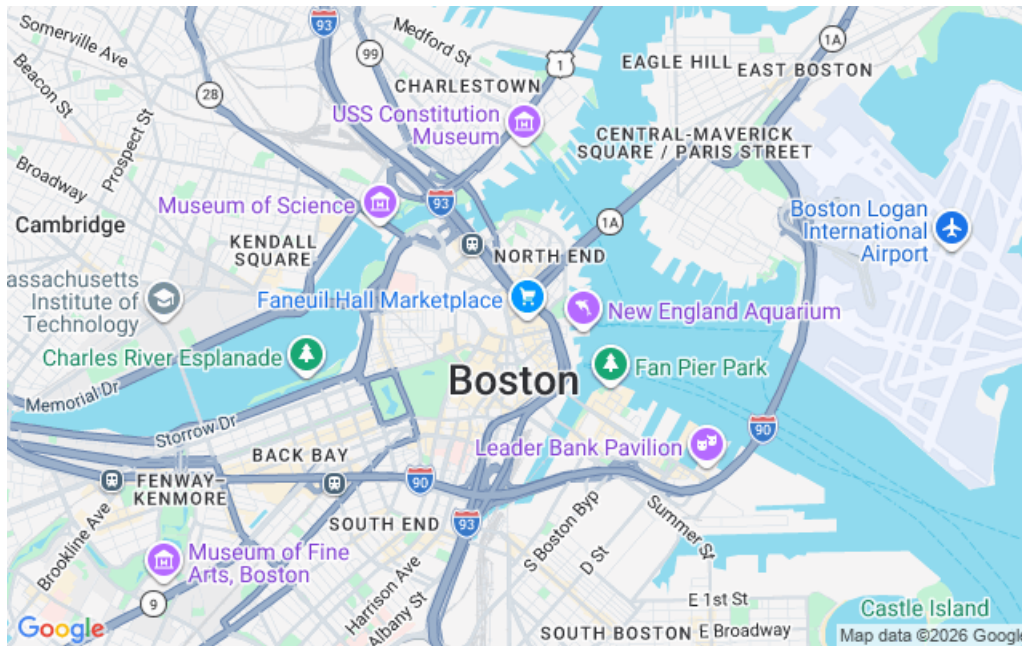 Somerville Ave
93
99
Medford St
1
1A
EAGLE HILL
EAST BOSTON
Beacon St
28
CHARLESTOWN
Prospect St
USS Constitution
Museum
CENTRAL-MAVERICK
SQUARE / PARIS STREET
Broadway
Museum of Science
93
1A
Boston Logan
International
Airport
Cambridge
KENDALL
SQUARE
NORTH END
assachusetts
Institute of
Technology
Faneuil Hall Marketplace
New England Aquarium
Charles River Esplanade
Boston
Fan Pier Park
Memorial Dr
Storrow Dr
90
Leader Bank Pavilion
BACK BAY
FENWAY-
KENMORE
90
SOUTH END
93
S Boston Byp
Summer St
Brookline Ave
Museum of Fine
Arts, Boston
D St
9
Harrison Ave
Albany St
E 1st St
Castle Island
Google
SOUTH BOSTON
E Broadway
Map data ©2026 Google